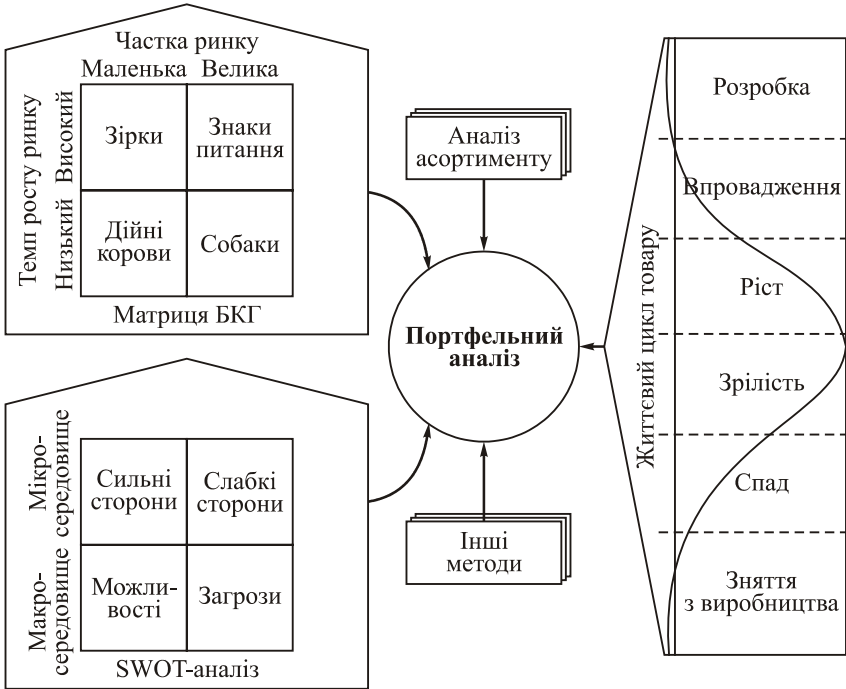 Частка ринку
Маленька Велика
Темп росту ринку
Низький Високий
Зірки
Знаки
питання
Дійні
корови
Собаки
Матриця БКГ
Мікро-
середовище
Макро-
середовище
Сильні
сторони
Слабкі
сторони
Можли-
вості
Загрози
SWOT-аналіз
Аналіз
асортименту
Портфельний
аналіз
Інші
методи
Життєвий цикл товару
Розробка
Впровадження
Ріст
Зрілість
Спад
Зняття
з виробництва